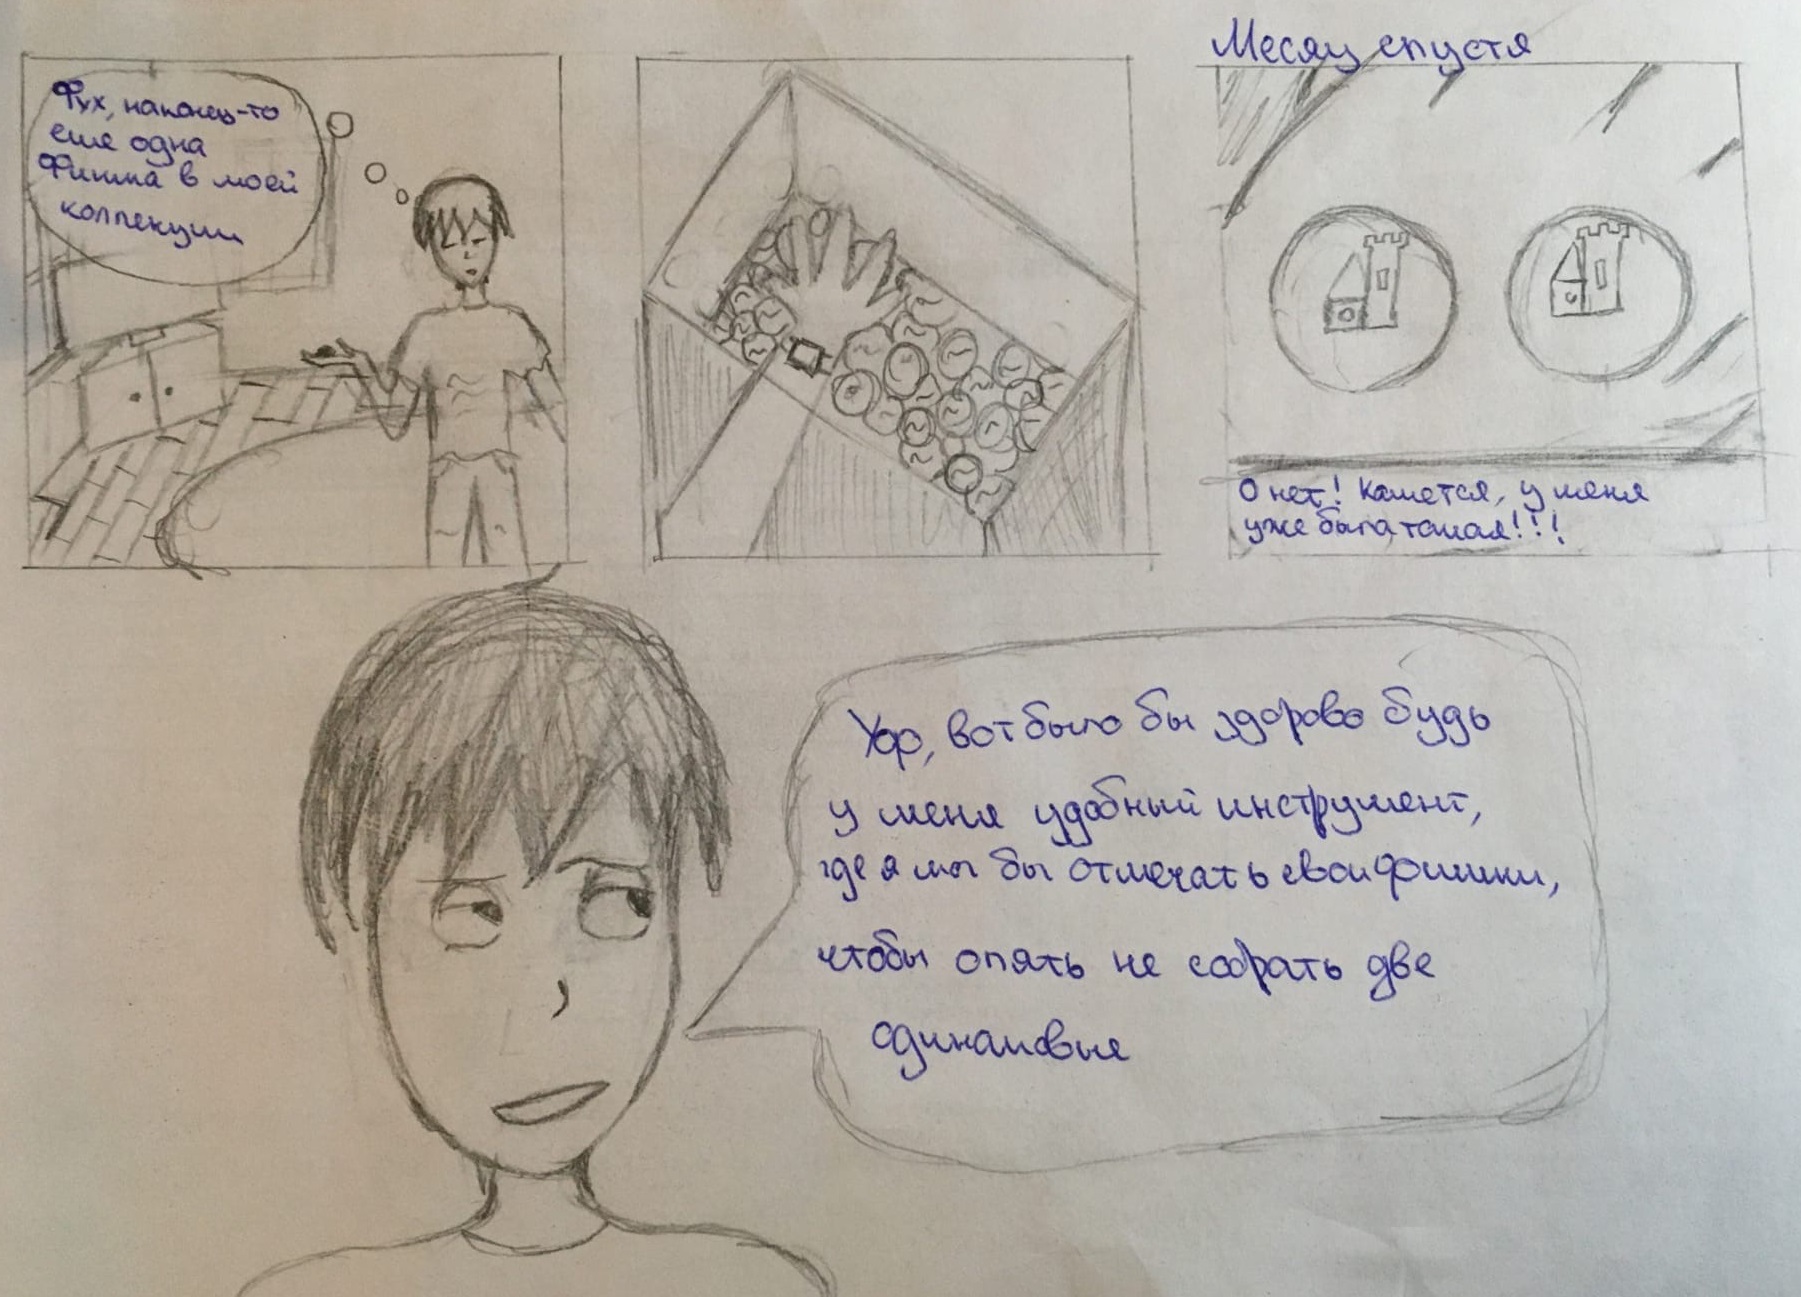 Фух, наконец-то
еще одна
Фишка в моей
коллекции
Месяц спустя
О нет! Кажется, у меня
уже была такая!!!
Уф, вот было бы здорово будь
у меня удобный инструмент,
где я мог бы отмечать свои фишки,
чтобы опять не собрать две
одинаковые